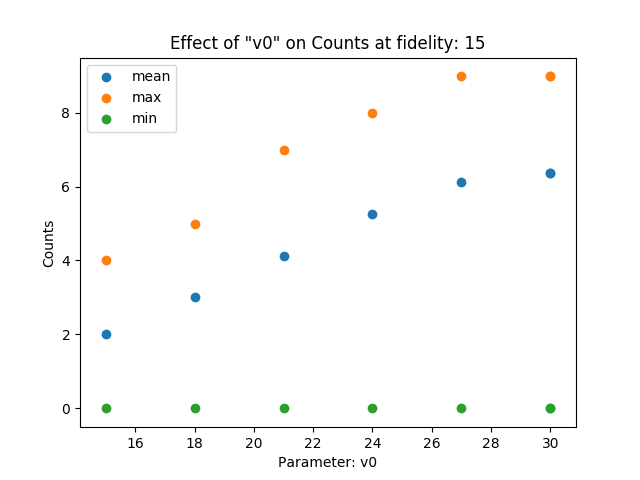 Effect of "v0" on Counts at fidelity: 15
mean
max
min
Counts
8
6
4
2
0
16 18 20 22 24 26 28 30
Parameter: v0